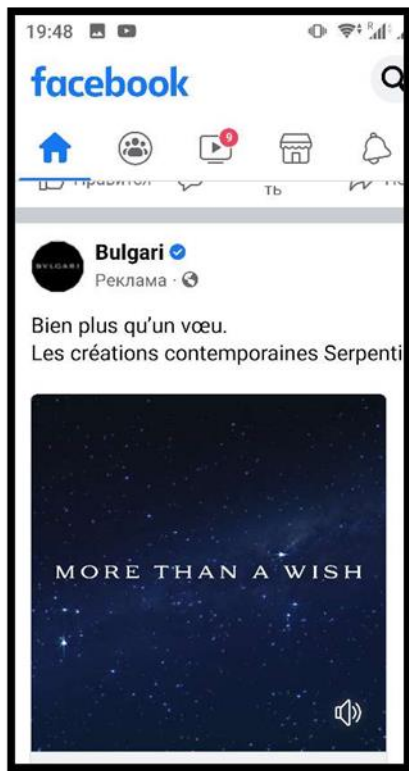 19:48
R
facebook
9
Нравится
ть
Bulgari
BVLGARI
Реклама ·
Bien plus qu'un vœu.
Les créations contemporaines Serpenti
MORE THAN A WISH